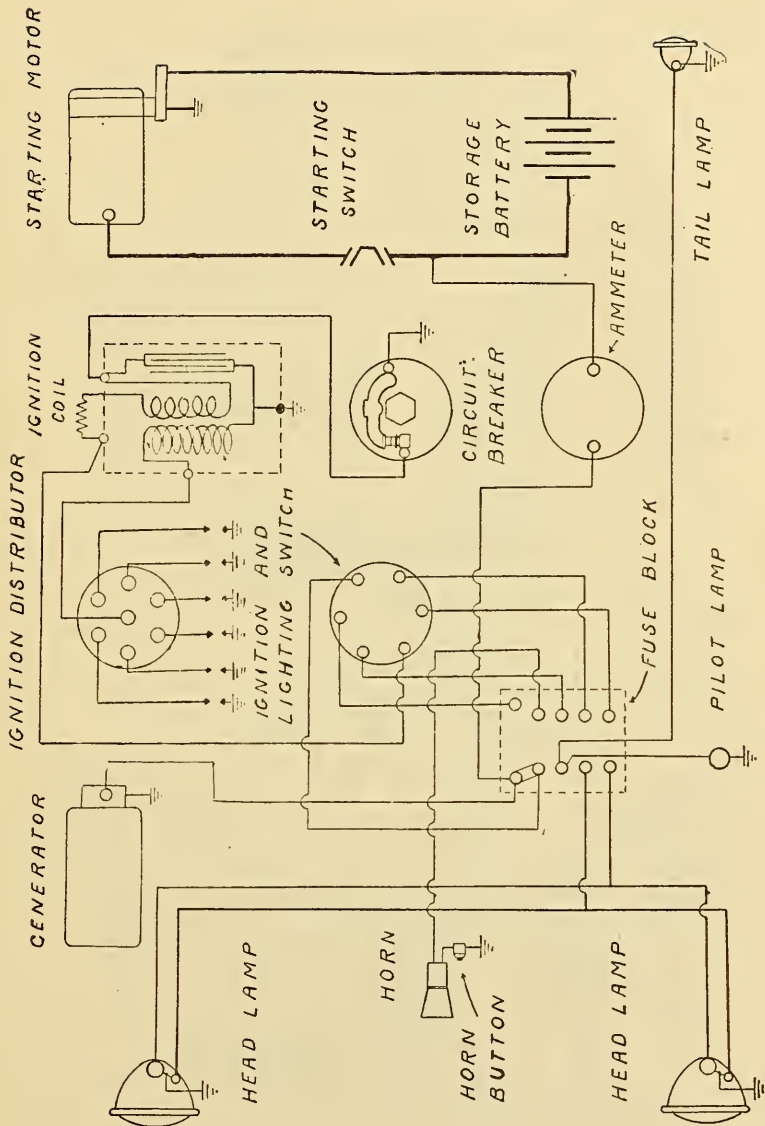 STARTING MOTOR
STARTING
SWITCH
STORAGE
BATTERY
TAIL LAMP
IGNITION
COIL
CIRCUIT
BREAKER
AMMETER
IGNITION DISTRIBUTOR
IGNITION AND
LIGHTING SWITCH
FUSE BLOCK
PILOT LAMP
GENERATOR
HORN
HORN
BUTTON
HEAD LAMP
HEAD LAMP